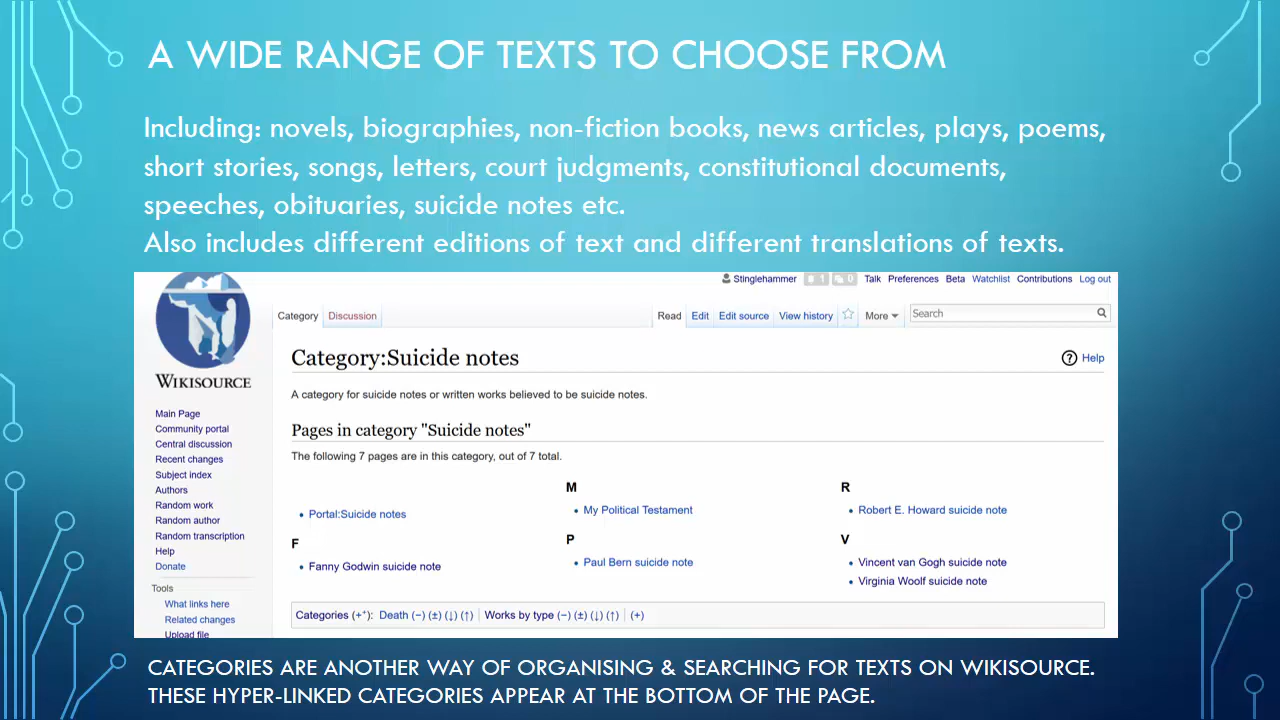 A WIDE RANGE OF TEXTS TO CHOOSE FROM
Including: novels, biographies, non-fiction books, news articles, plays, poems,
short stories, songs, letters, court judgments, constitutional documents,
speeches, obituaries, suicide notes etc.
Also includes different editions of text and different translations of texts.
Stinglehammer 1 0 Talk Preferences Beta Watchlist Contributions Log out
Category Discussion Read Edit Edit source View history More Search
WIKISOURCE
Category:Suicide notes Help
A category for suicide notes or written works believed to be suicide notes.
Pages in category "Suicide notes"
The following 7 pages are in this category, out of 7 total.
Portal:Suicide notes
F
Fanny Godwin suicide note
M
My Political Testament
P
Paul Bern suicide note
R
Robert E. Howard suicide note
V
Vincent van Gogh suicide note
Virginia Woolf suicide note
Categories (+⁺): Death (−) (±) (↓) (↑) Works by type (−) (±) (↓) (↑) (+)
Main Page
Community portal
Central discussion
Recent changes
Subject index
Authors
Random work
Random author
Random transcription
Help
Donate
Tools
What links here
Related changes
Upload file
CATEGORIES ARE ANOTHER WAY OF ORGANISING & SEARCHING FOR TEXTS ON WIKISOURCE.
THESE HYPER-LINKED CATEGORIES APPEAR AT THE BOTTOM OF THE PAGE.